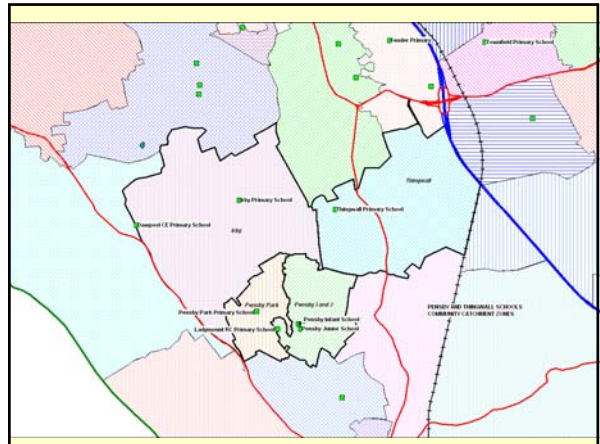 Fender Primary
Townfield Primary School
Thingwall
Irby Primary School
Thingwall Primary School
Dawpool CE Primary School
Irby
Pensby Park
Pensby I and J
PENSBY AND THINGWALL SCHOOLS
COMMUNITY CATCHMENT ZONES
Pensby Park Primary School
Pensby Infant School
Ladymount RC Primary School
Pensby Junior School